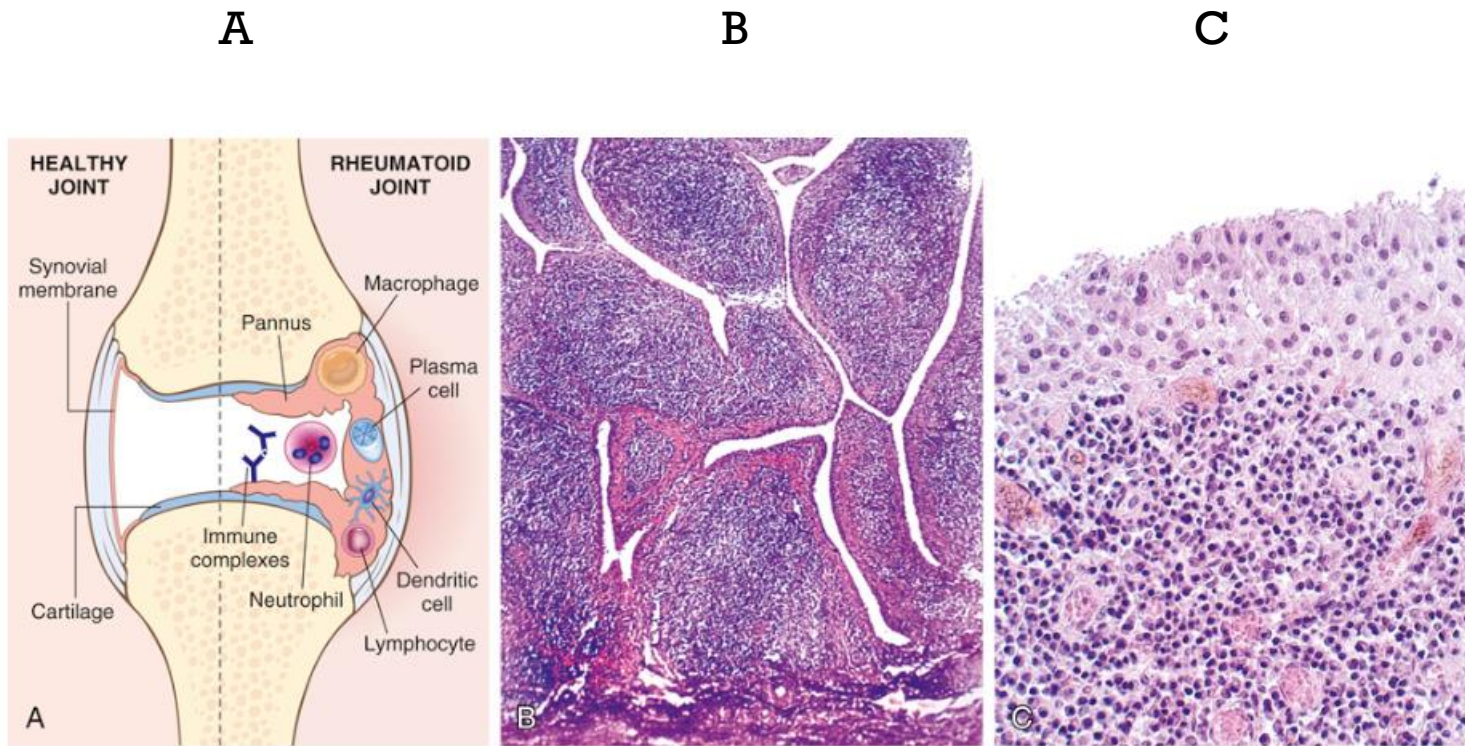 A
B
C
HEALTHY
JOINT
RHEUMATOID
JOINT
Synovial
membrane
Macrophage
Pannus
Plasma
cell
Immune
complexes
Neutrophil
Dendritic
cell
Cartilage
Lymphocyte
A
B
C